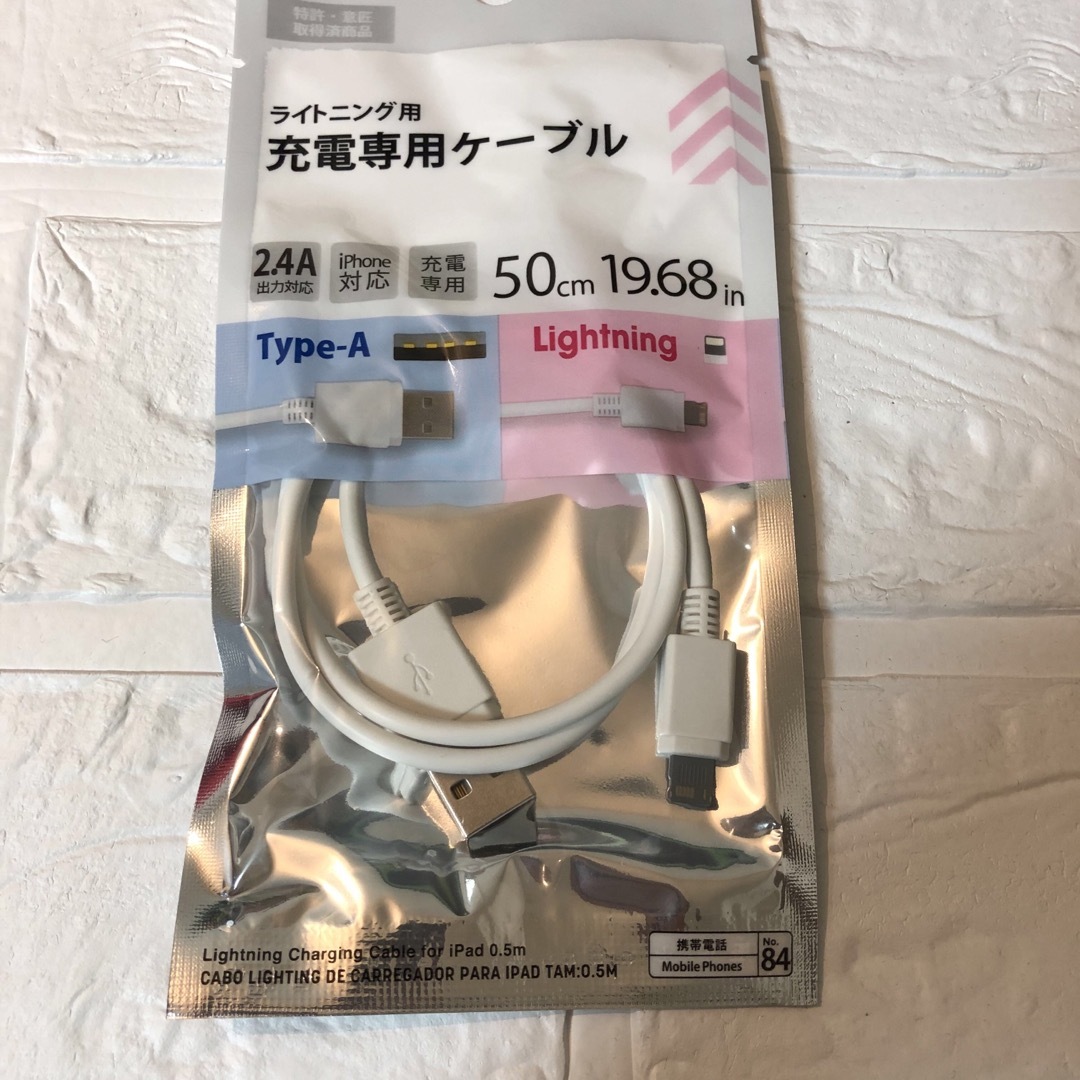 特許・意匠
取得済商品
ライトニング用
充電専用ケーブル
2.4A
出力対応
iPhone
対応
充電
専用
50cm 19.68in
Type-A
Lightning
Lightning Charging Cable for iPad 0.5m
CABO LIGHTING DE CARREGADOR PARA IPAD TAM:0.5M
携帯電話
Mobile Phones
No.
84